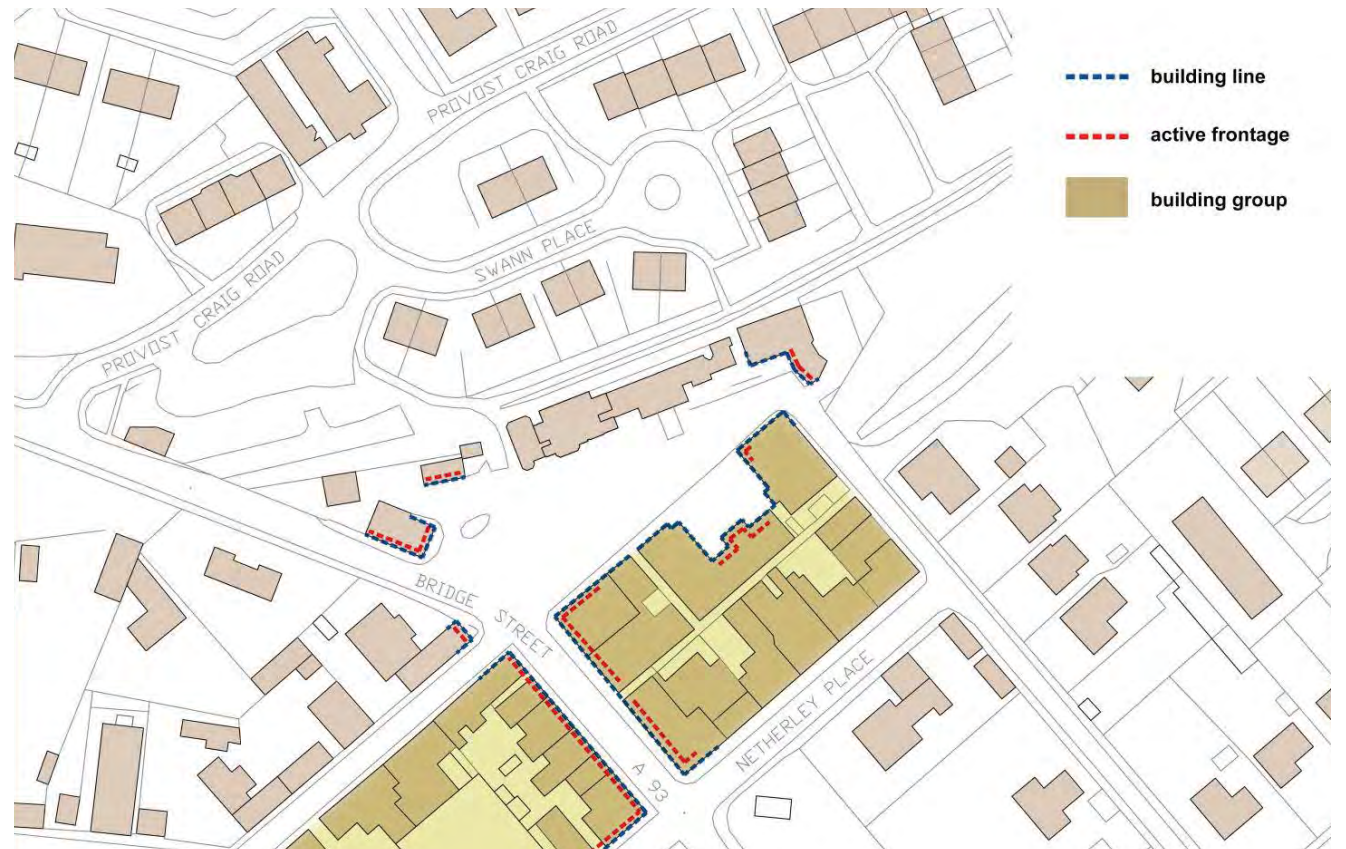 PROVOST CRAIG ROAD
building line
active frontage
building group
SWANN PLACE
PROVOST CRAIG ROAD
BRIDGE STREET
NETHERLEY PLACE
A 93